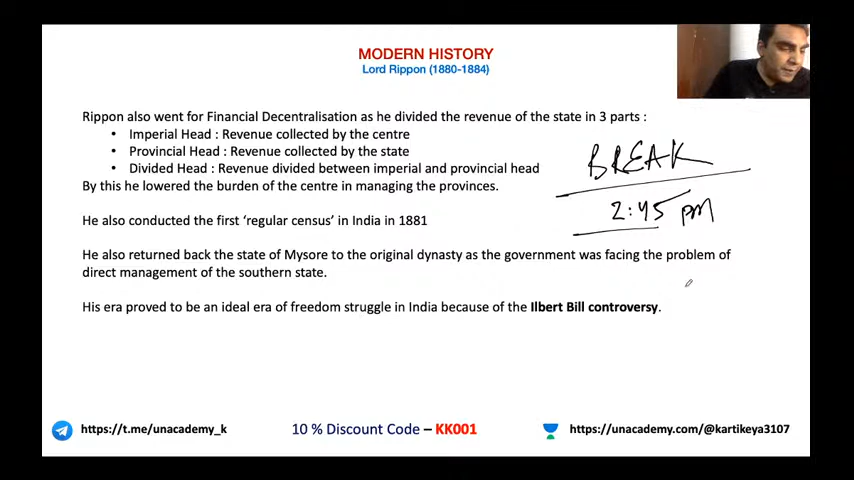 MODERN HISTORY
Lord Rippon (1880-1884)
Rippon also went for Financial Decentralisation as he divided the revenue of the state in 3 parts :
• Imperial Head : Revenue collected by the centre
• Provincial Head : Revenue collected by the state
• Divided Head : Revenue divided between imperial and provincial head
By this he lowered the burden of the centre in managing the provinces.
BREAK
2:45 pm
He also conducted the first ‘regular census’ in India in 1881
He also returned back the state of Mysore to the original dynasty as the government was facing the problem of
direct management of the southern state.
His era proved to be an ideal era of freedom struggle in India because of the Ilbert Bill controversy.
https://t.me/unacademy_k
10 % Discount Code – KK001
https://unacademy.com/@kartikeya3107